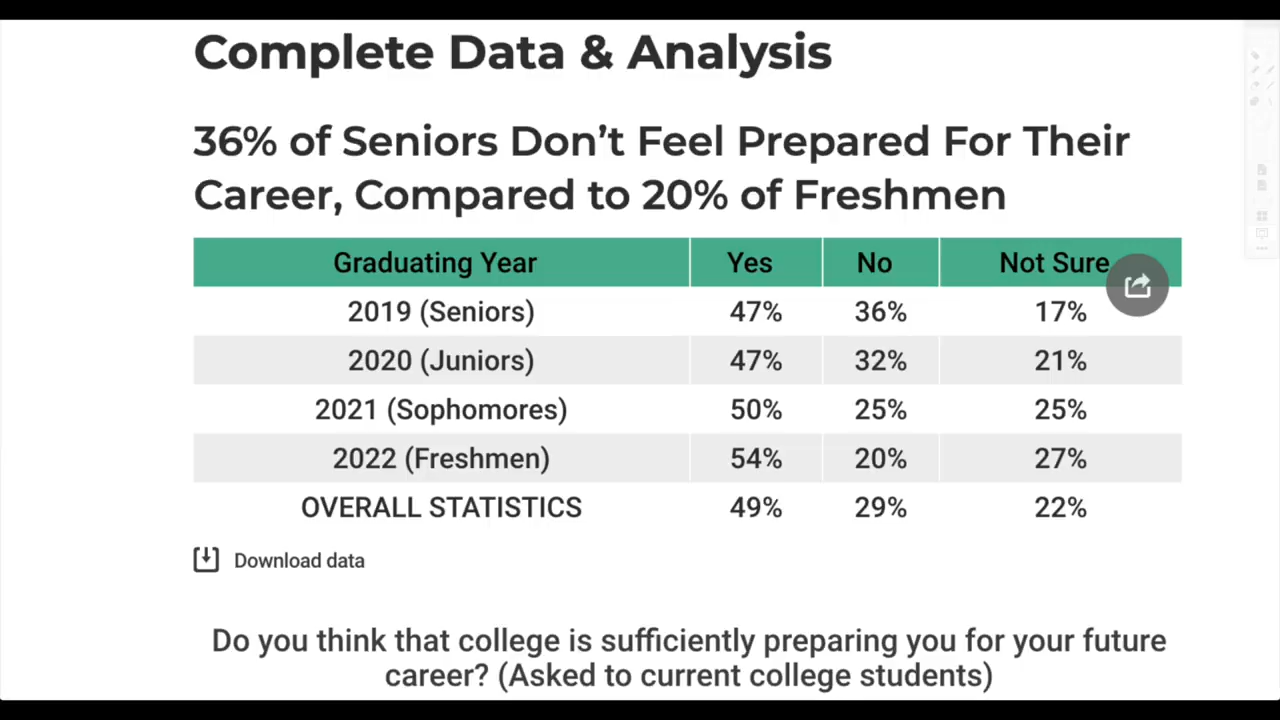 Complete Data & Analysis
36% of Seniors Don’t Feel Prepared For Their
Career, Compared to 20% of Freshmen
Graduating Year Yes No Not Sure
2019 (Seniors) 47% 36% 17%
2020 (Juniors) 47% 32% 21%
2021 (Sophomores) 50% 25% 25%
2022 (Freshmen) 54% 20% 27%
OVERALL STATISTICS 49% 29% 22%
Download data
Do you think that college is sufficiently preparing you for your future
career? (Asked to current college students)